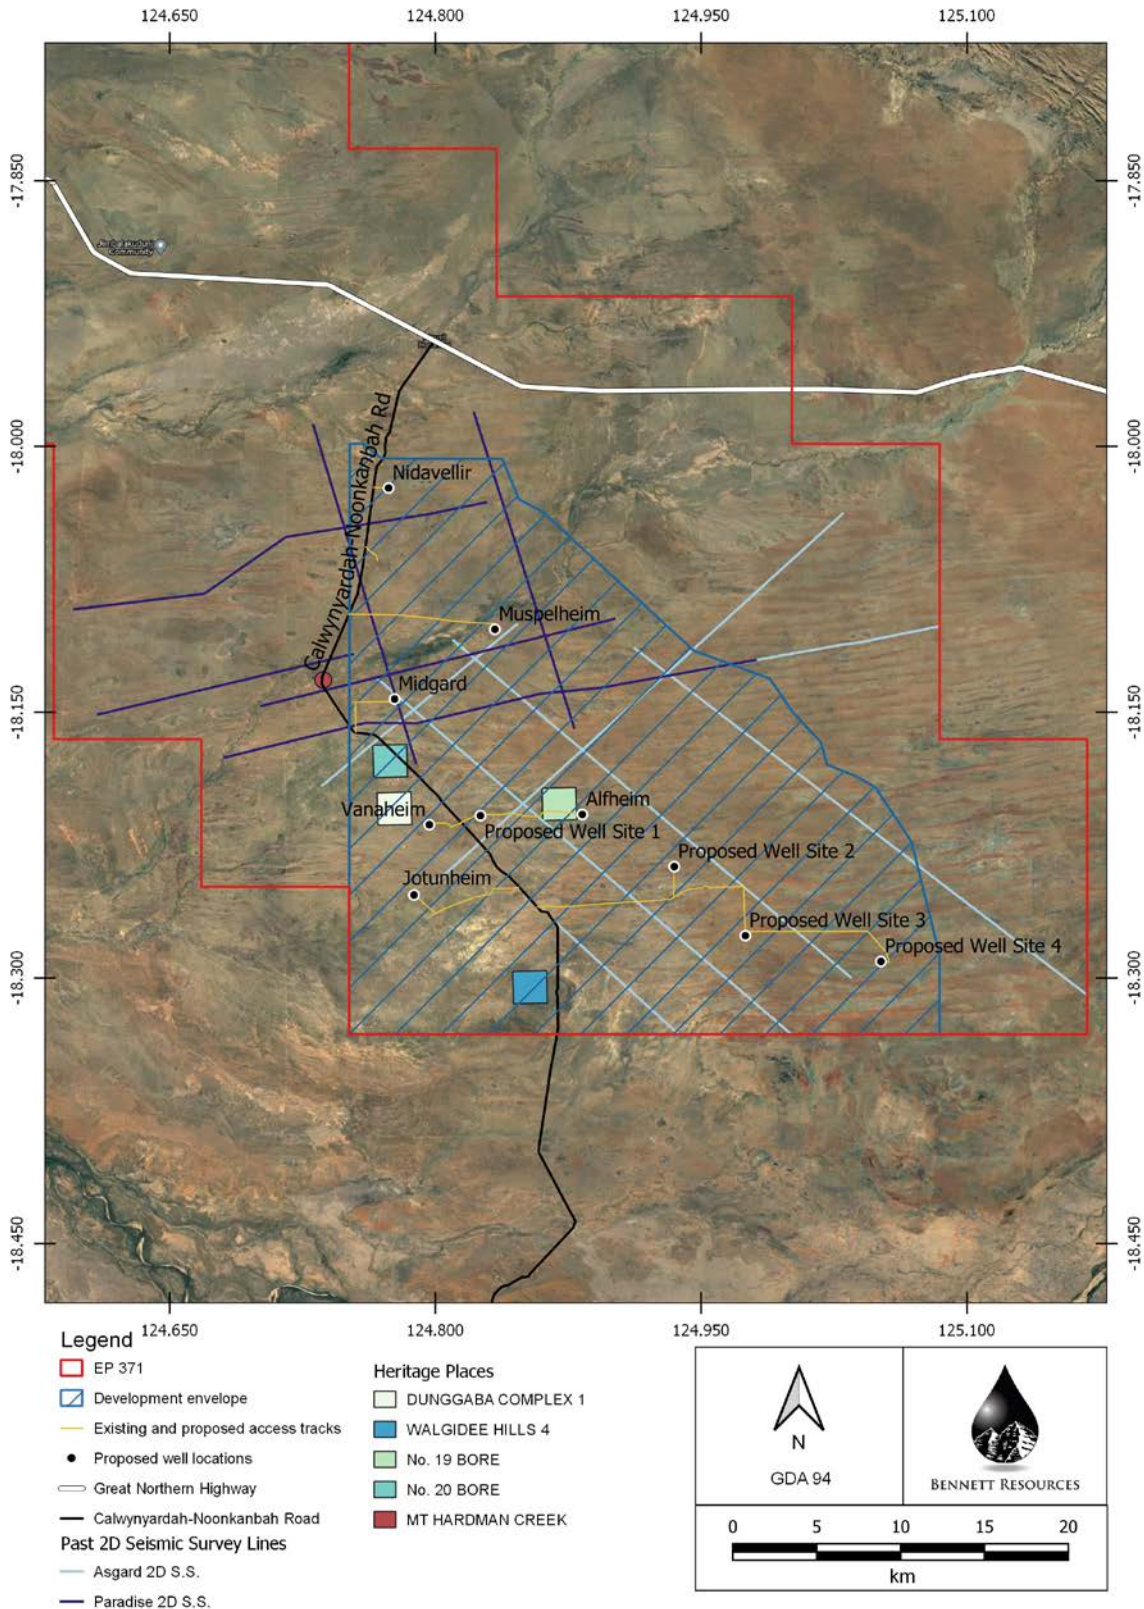 124.650 124.800 124.950 125.100
-17.850 -17.850
Jimbalakudunj
Community
-18.000 -18.000
Calwynyardah-Noonkanbah Rd
Nidavellir
Muspelheim
Midgard
-18.150 -18.150
Vanaheim
Alfheim
Proposed Well Site 1
Proposed Well Site 2
Jotunheim
Proposed Well Site 3
Proposed Well Site 4
-18.300 -18.300
-18.450 -18.450
124.650 124.800 124.950 125.100
Legend
EP 371
Development envelope
Existing and proposed access tracks
Proposed well locations
Great Northern Highway
Calwynyardah-Noonkanbah Road
Past 2D Seismic Survey Lines
Asgard 2D S.S.
Paradise 2D S.S.
Heritage Places
DUNGGABA COMPLEX 1
WALGIDEE HILLS 4
No. 19 BORE
No. 20 BORE
MT HARDMAN CREEK
N
GDA 94
BENNETT RESOURCES
0 5 10 15 20
km